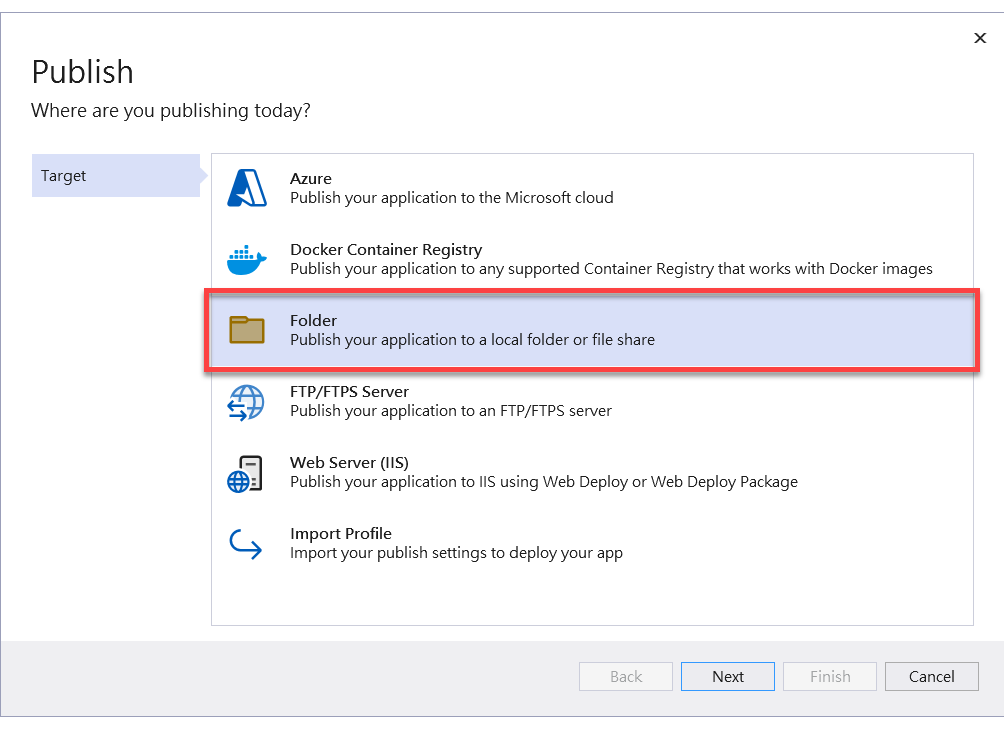 Publish
Where are you publishing today?
Target
Azure
Publish your application to the Microsoft cloud
Docker Container Registry
Publish your application to any supported Container Registry that works with Docker images
Folder
Publish your application to a local folder or file share
FTP/FTPS Server
Publish your application to an FTP/FTPS server
Web Server (IIS)
Publish your application to IIS using Web Deploy or Web Deploy Package
Import Profile
Import your publish settings to deploy your app
Back
Next
Finish
Cancel